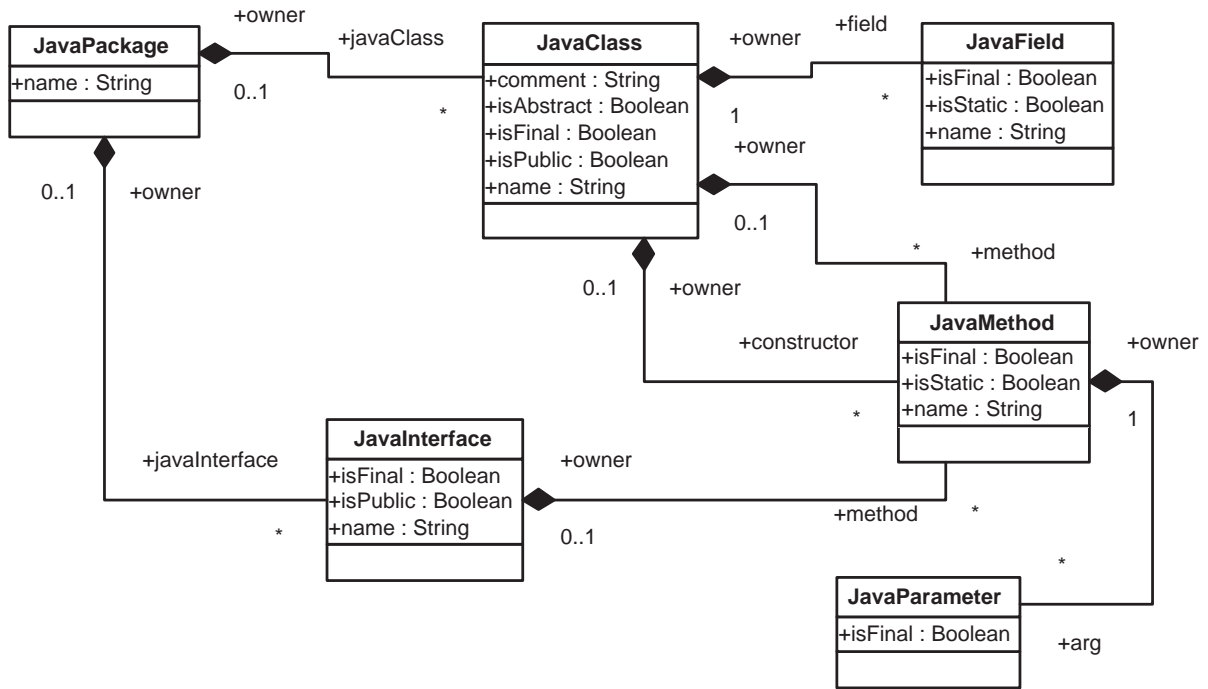 +owner
JavaPackage
+name : String
0..1
+javaClass
*
JavaClass
+comment : String
+isAbstract : Boolean
+isFinal : Boolean
+isPublic : Boolean
+name : String
+owner
1
+field
*
JavaField
+isFinal : Boolean
+isStatic : Boolean
+name : String
+owner
0..1
*
+method
0..1
+owner
0..1
+owner
+constructor
*
JavaMethod
+isFinal : Boolean
+isStatic : Boolean
+name : String
+owner
1
+javaInterface
*
JavaInterface
+isFinal : Boolean
+isPublic : Boolean
+name : String
+owner
0..1
+method
*
*
JavaParameter
+isFinal : Boolean
+arg